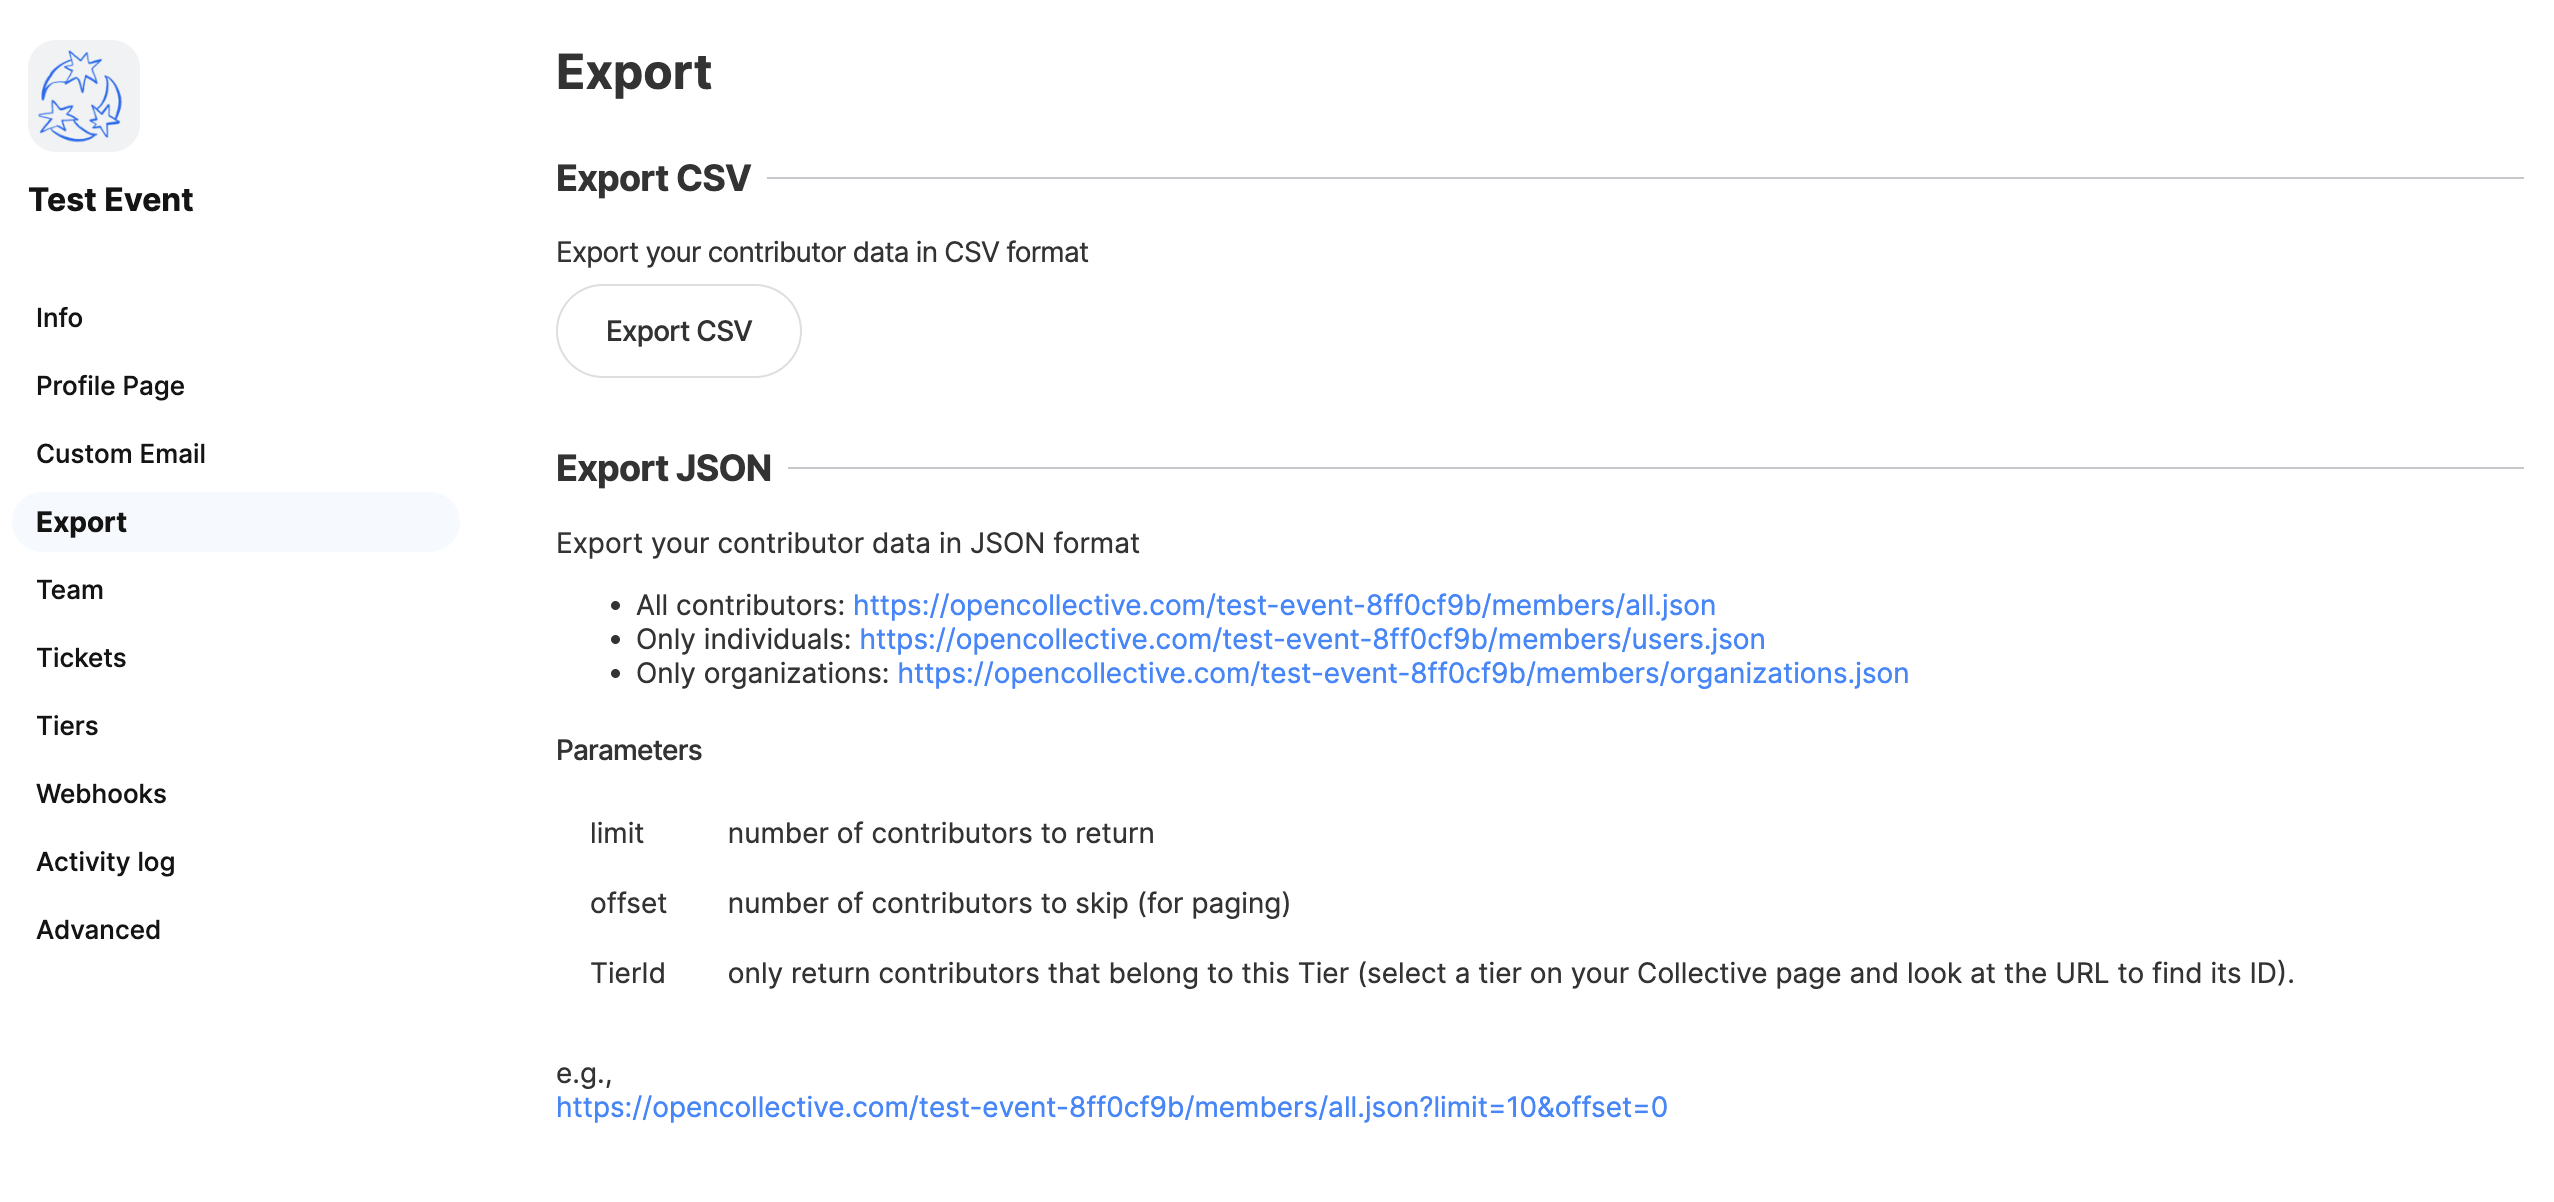 Test Event
Info
Profile Page
Custom Email
Export
Team
Tickets
Tiers
Webhooks
Activity log
Advanced
Export
Export CSV
Export your contributor data in CSV format
Export CSV
Export JSON
Export your contributor data in JSON format
• All contributors: https://opencollective.com/test-event-8ff0cf9b/members/all.json
• Only individuals: https://opencollective.com/test-event-8ff0cf9b/members/users.json
• Only organizations: https://opencollective.com/test-event-8ff0cf9b/members/organizations.json
Parameters
limit number of contributors to return
offset number of contributors to skip (for paging)
TierId only return contributors that belong to this Tier (select a tier on your Collective page and look at the URL to find its ID).
e.g.,
https://opencollective.com/test-event-8ff0cf9b/members/all.json?limit=10&offset=0